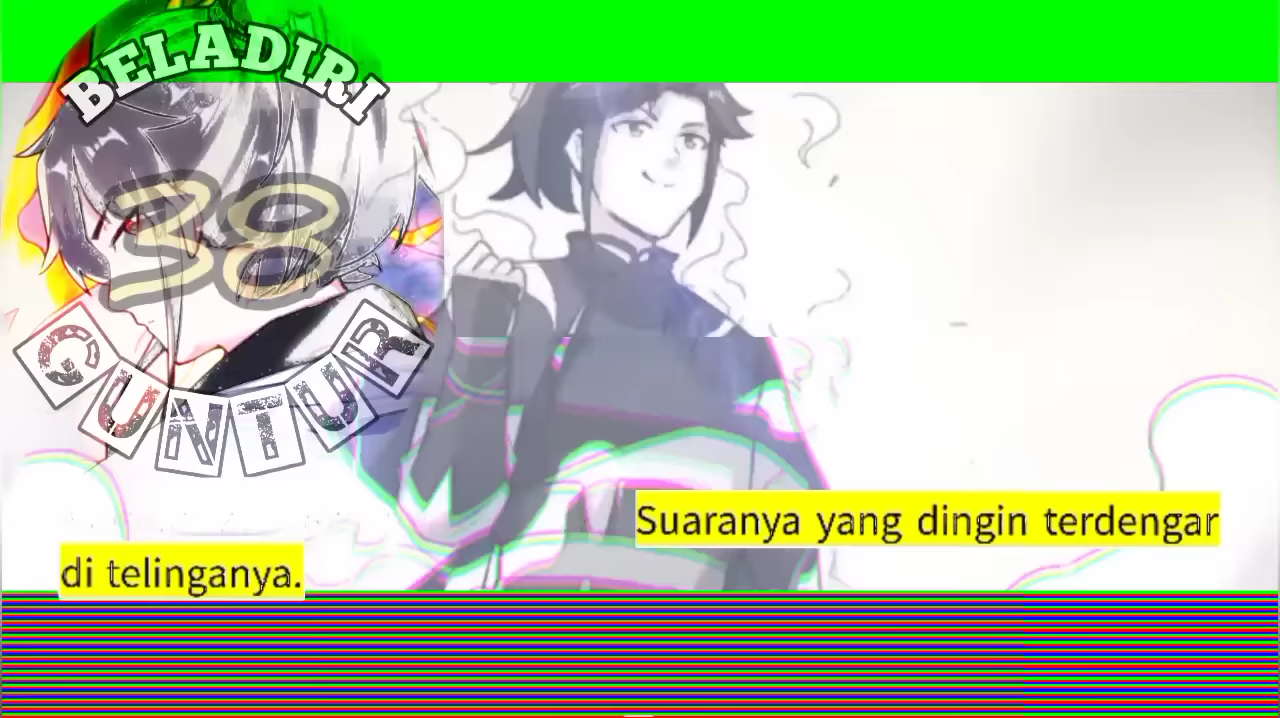 BELADIRI
38
GUNTUR
Suaranya yang dingin terdengar
di telinganya.